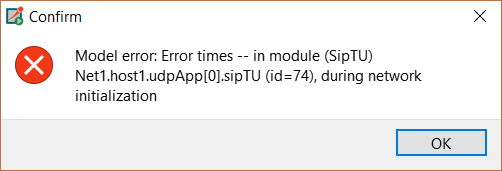 Confirm
Model error: Error times -- in module (SipTU)
Net1.host1.udpApp[0].sipTU (id=74), during network
initialization
OK